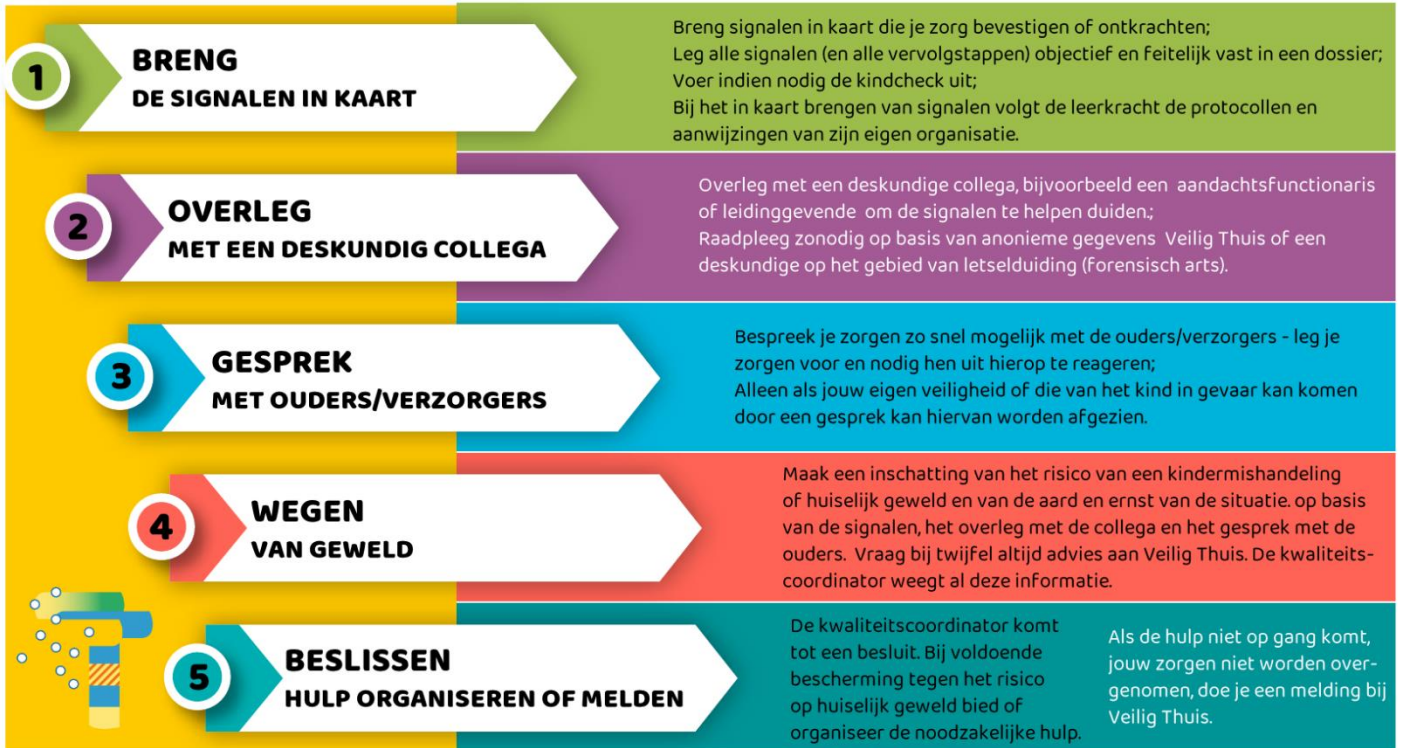 1
BRENG
DE SIGNALEN IN KAART
Breng signalen in kaart die je zorg bevestigen of ontkrachten;
Leg alle signalen (en alle vervolgstappen) objectief en feitelijk vast in een dossier;
Voer indien nodig de kindcheck uit;
Bij het in kaart brengen van signalen volgt de leerkracht de protocollen en
aanwijzingen van zijn eigen organisatie.
2
OVERLEG
MET EEN DESKUNDIG COLLEGA
Overleg met een deskundige collega, bijvoorbeeld een aandachtsfunctionaris
of leidinggevende om de signalen te helpen duiden.;
Raadpleeg zonodig op basis van anonieme gegevens Veilig Thuis of een
deskundige op het gebied van letselduiding (forensisch arts).
3
GESPREK
MET OUDERS/VERZORGERS
Bespreek je zorgen zo snel mogelijk met de ouders/verzorgers - leg je
zorgen voor en nodig hen uit hierop te reageren;
Alleen als jouw eigen veiligheid of die van het kind in gevaar kan komen
door een gesprek kan hiervan worden afgezien.
4
WEGEN
VAN GEWELD
Maak een inschatting van het risico van een kindermishandeling
of huiselijk geweld en van de aard en ernst van de situatie. op basis
van de signalen, het overleg met de collega en het gesprek met de
ouders. Vraag bij twijfel altijd advies aan Veilig Thuis. De kwaliteits-
coordinator weegt al deze informatie.
5
BESLISSEN
HULP ORGANISEREN OF MELDEN
De kwaliteitscoordinator komt
tot een besluit. Bij voldoende
bescherming tegen het risico
op huiselijk geweld bied of
organiseer de noodzakelijke hulp.
Als de hulp niet op gang komt,
jouw zorgen niet worden over-
genomen, doe je een melding bij
Veilig Thuis.